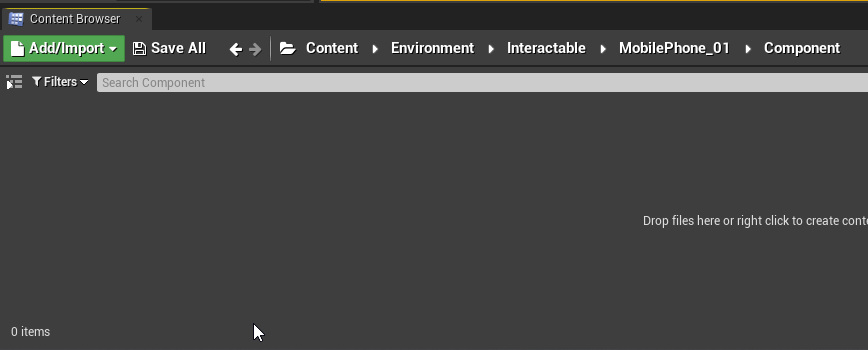 Content Browser
Add/Import Save All Content Environment Interactable MobilePhone_01 Component
Filters Search Component
Drop files here or right click to create conte
0 items